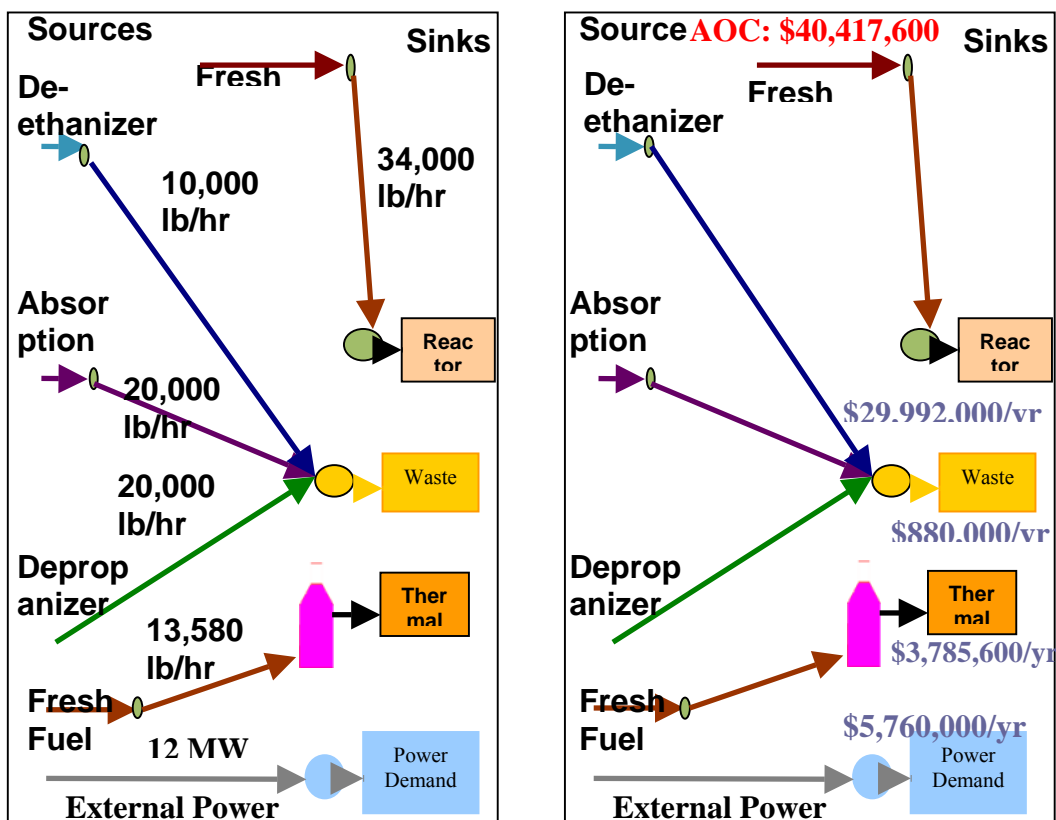 Sources
Sinks
Fresh
De-
ethanizer
34,000
lb/hr
10,000
lb/hr
Absor
ption
Reac
tor
20,000
lb/hr
20,000
lb/hr
Waste
Deprop
anizer
Ther
mal
13,580
lb/hr
Fresh
Fuel
12 MW
Power
Demand
External Power
Source AOC: $40,417,600
Sinks
Fresh
De-
ethanizer
Absor
ption
Reac
tor
$29,992,000/yr
Waste
$880,000/yr
Deprop
anizer
Ther
mal
$3,785,600/yr
Fresh
Fuel
$5,760,000/yr
Power
Demand
External Power